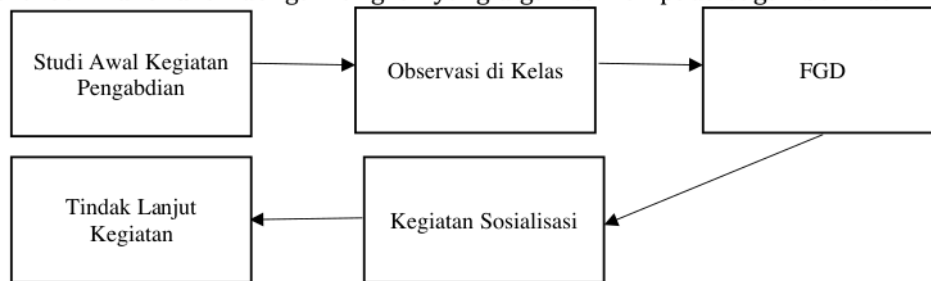 Studi Awal Kegiatan
Pengabdian
Observasi di Kelas
FGD
Tindak Lanjut
Kegiatan
Kegiatan Sosialisasi